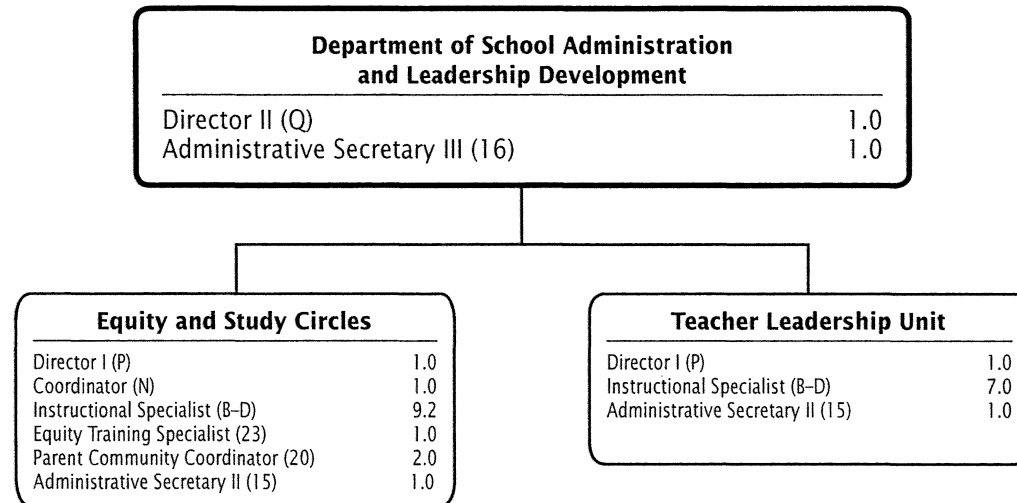 Department of School Administration
and Leadership Development
Director II (Q) 1.0
Administrative Secretary III (16) 1.0
Equity and Study Circles
Director I (P) 1.0
Coordinator (N) 1.0
Instructional Specialist (B–D) 9.2
Equity Training Specialist (23) 1.0
Parent Community Coordinator (20) 2.0
Administrative Secretary II (15) 1.0
Teacher Leadership Unit
Director I (P) 1.0
Instructional Specialist (B–D) 7.0
Administrative Secretary II (15) 1.0